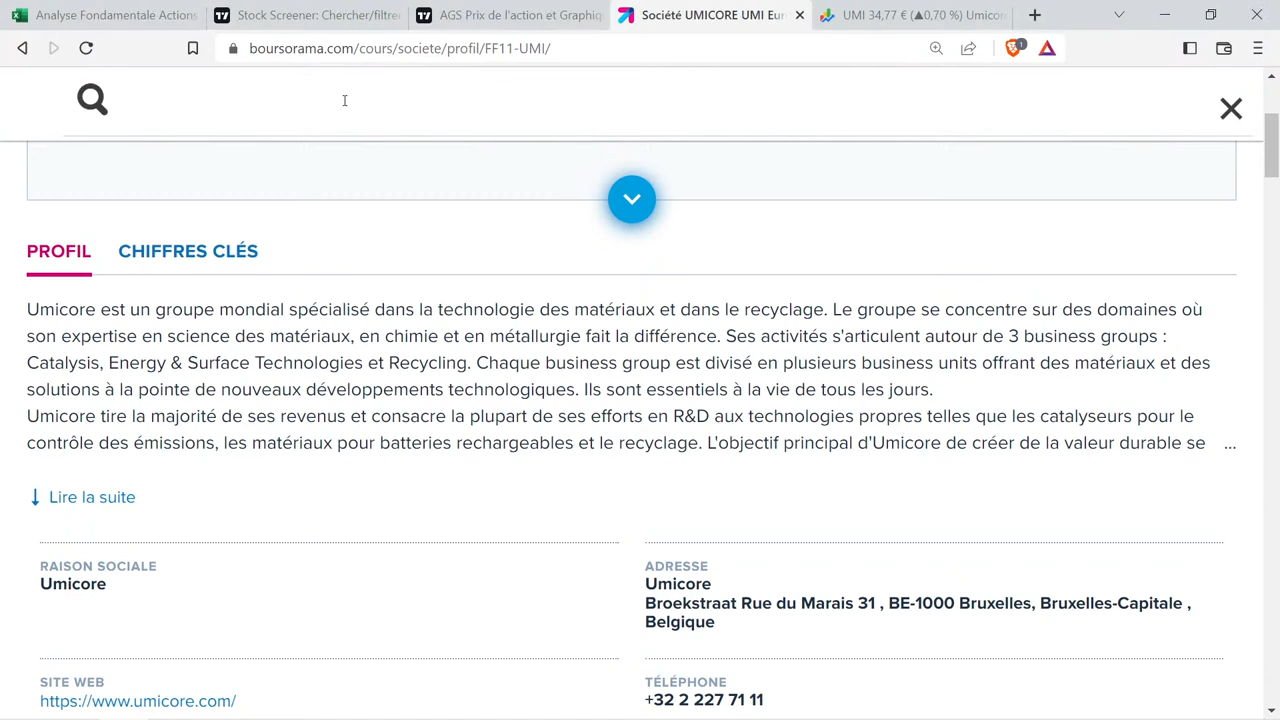 Analyse Fondamentale Actions
Stock Screener: Chercher/filtre
AGS Prix de l'action et Graphiq
Société UMICORE UMI Eur
UMI 34,77 € (▲0,70 %) Umicor
boursorama.com/cours/societe/profil/FF11-UMI/
1
PROFIL
CHIFFRES CLÉS
Umicore est un groupe mondial spécialisé dans la technologie des matériaux et dans le recyclage. Le groupe se concentre sur des domaines où
son expertise en science des matériaux, en chimie et en métallurgie fait la différence. Ses activités s'articulent autour de 3 business groups :
Catalysis, Energy & Surface Technologies et Recycling. Chaque business group est divisé en plusieurs business units offrant des matériaux et des
solutions à la pointe de nouveaux développements technologiques. Ils sont essentiels à la vie de tous les jours.
Umicore tire la majorité de ses revenus et consacre la plupart de ses efforts en R&D aux technologies propres telles que les catalyseurs pour le
contrôle des émissions, les matériaux pour batteries rechargeables et le recyclage. L'objectif principal d'Umicore de créer de la valeur durable se ...
Lire la suite
RAISON SOCIALE
Umicore
ADRESSE
Umicore
Broekstraat Rue du Marais 31 , BE-1000 Bruxelles, Bruxelles-Capitale ,
Belgique
SITE WEB
https://www.umicore.com/
TÉLÉPHONE
+32 2 227 71 11